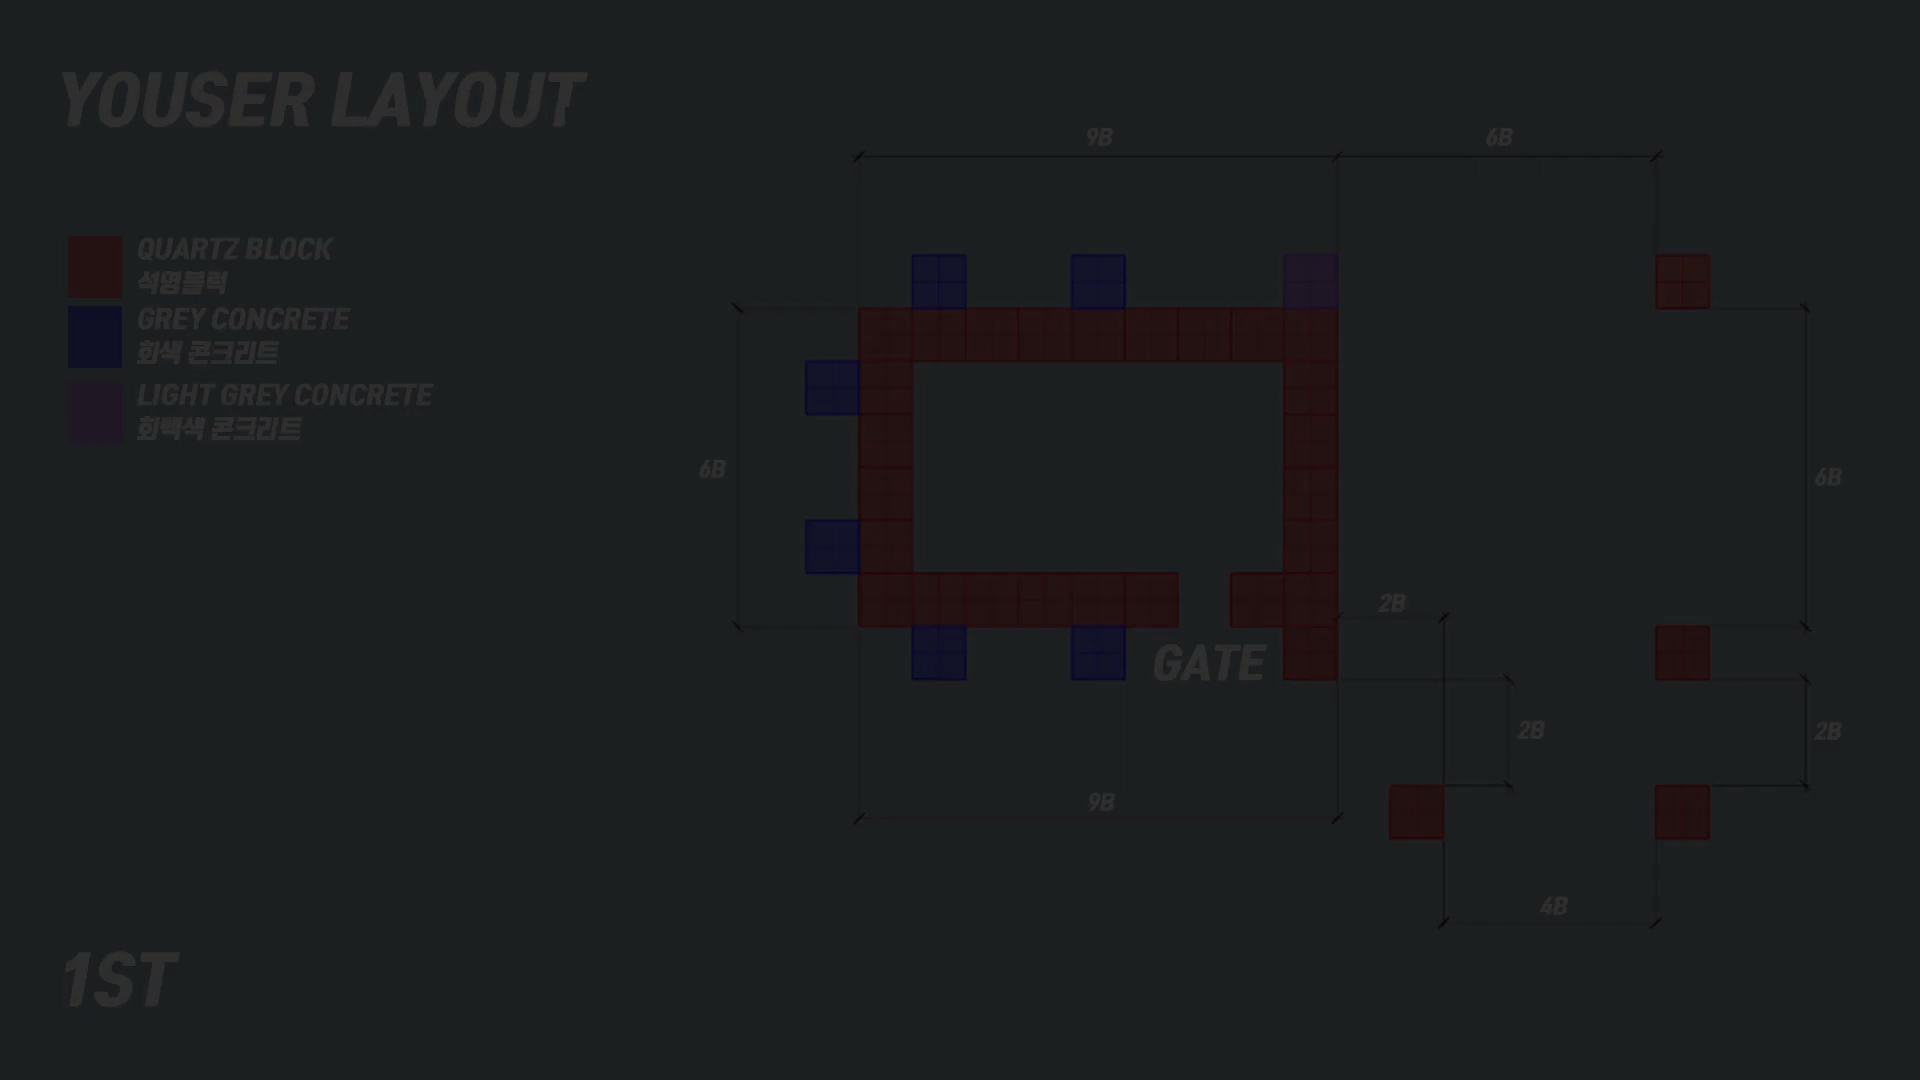 YOUSER LAYOUT
9B
6B
QUARTZ BLOCK
석영블럭
GREY CONCRETE
회색 콘크리트
LIGHT GREY CONCRETE
회백색 콘크리트
6B
6B
2B
GATE
2B
2B
9B
4B
1ST